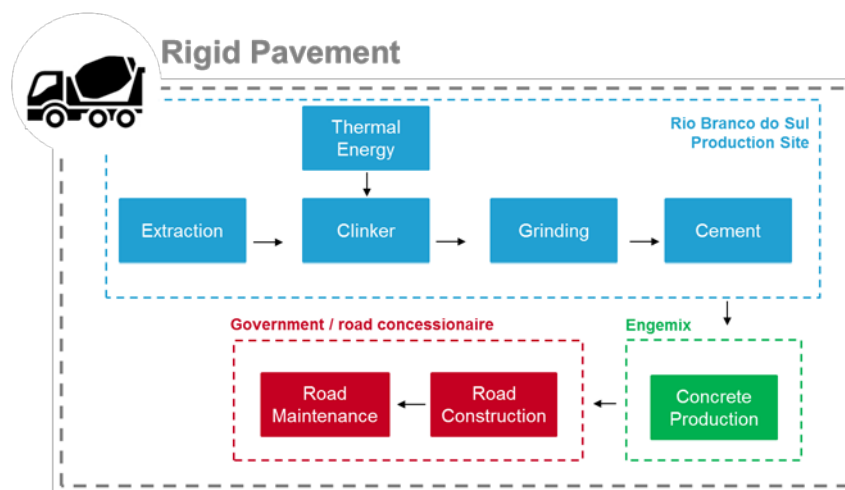 Rigid Pavement
Rio Branco do Sul
Production Site
Thermal
Energy
Extraction
Clinker
Grinding
Cement
Government / road concessionaire
Engemix
Road
Maintenance
Road
Construction
Concrete
Production